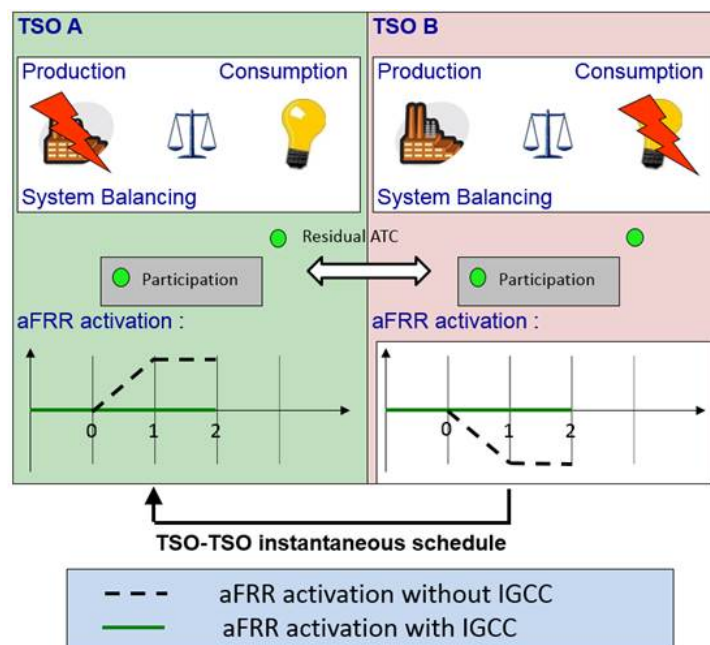 TSO A
TSO B
Production
Consumption
System Balancing
Production
Consumption
System Balancing
Residual ATC
Participation
Participation
aFRR activation :
0
1
2
aFRR activation :
0
1
2
TSO-TSO instantaneous schedule
aFRR activation without IGCC
aFRR activation with IGCC